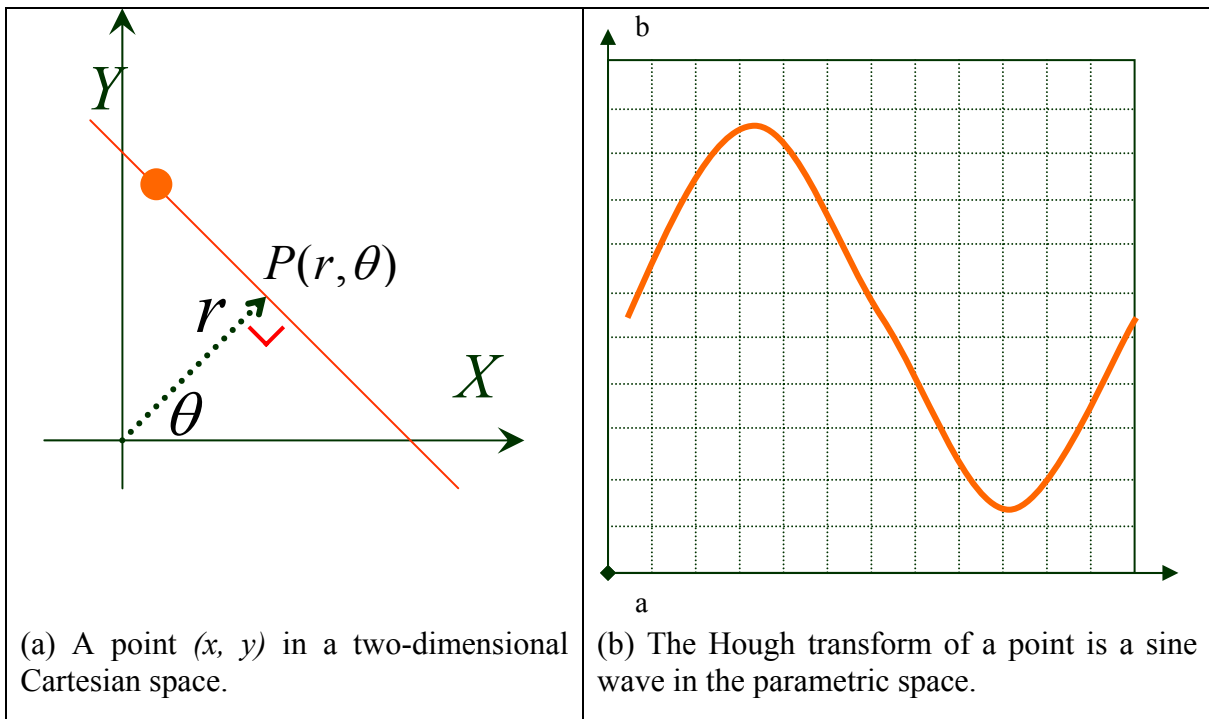 Y
P(r, θ)
r
X
θ
(a) A point (x, y) in a two-dimensional
Cartesian space.
b
a
(b) The Hough transform of a point is a sine
wave in the parametric space.